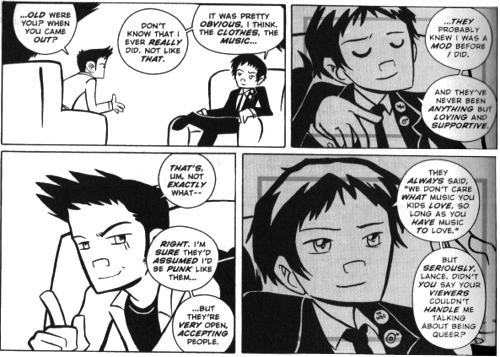 ...OLD WERE
YOU? WHEN
YOU CAME
OUT?
DON'T
KNOW THAT I
EVER REALLY
DID. NOT LIKE
THAT.
IT WAS PRETTY
OBVIOUS, I THINK.
THE CLOTHES, THE
MUSIC...
...THEY
PROBABLY
KNEW I WAS A
MOD BEFORE
I DID.
AND THEY'VE
NEVER BEEN
ANYTHING BUT
LOVING AND
SUPPORTIVE.
THAT'S,
UM, NOT
EXACTLY
WHAT--
RIGHT. I'M
SURE THEY'D
ASSUMED I'D
BE PUNK LIKE
THEM...
...BUT
THEY'RE
VERY OPEN,
ACCEPTING
PEOPLE.
THEY
ALWAYS SAID,
"WE DON'T CARE
WHAT MUSIC YOU
KIDS LOVE, SO
LONG AS YOU
HAVE MUSIC
TO LOVE."
BUT
SERIOUSLY,
LANCE. DIDN'T
YOU SAY YOUR
VIEWERS
COULDN'T
HANDLE ME
TALKING
ABOUT BEING
QUEER?